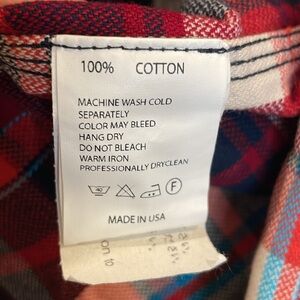 100% COTTON
MACHINE WASH COLD
SEPARATELY
COLOR MAY BLEED
HANG DRY
DO NOT BLEACH
WARM IRON
PROFESSIONALLY DRYCLEAN
40 F
MADE IN USA